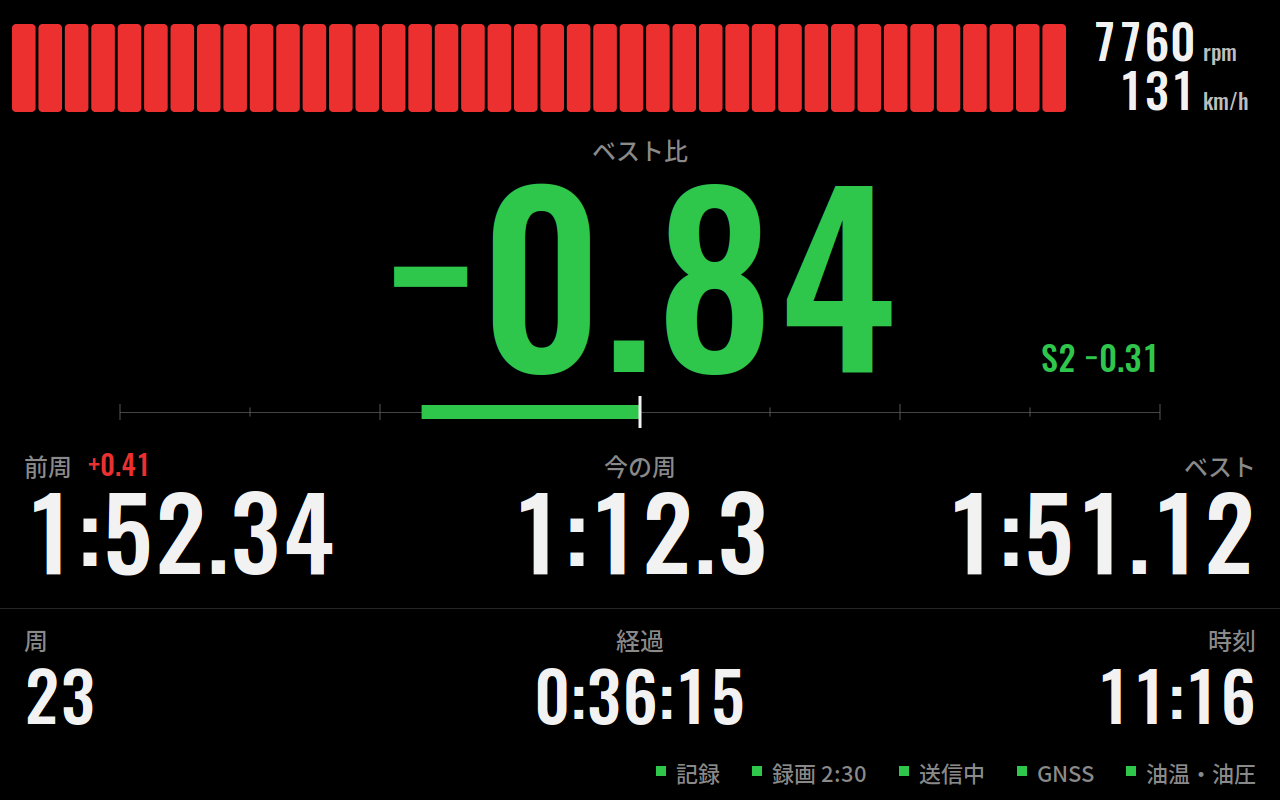 7760 rpm
131 km/h
ベスト比
-0.84
S2 -0.31
前周 +0.41 今の周 ベスト
1:52.34 1:12.3 1:51.12
周 経過 時刻
23 0:36:15 11:16
記録 録画 2:30 送信中 GNSS 油温・油圧